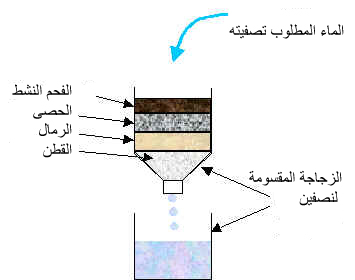 الماء المطلوب تصفيته
الفحم النشط
الحصى
الرمال
القطن
الزجاجة المقسومة
لنصفين